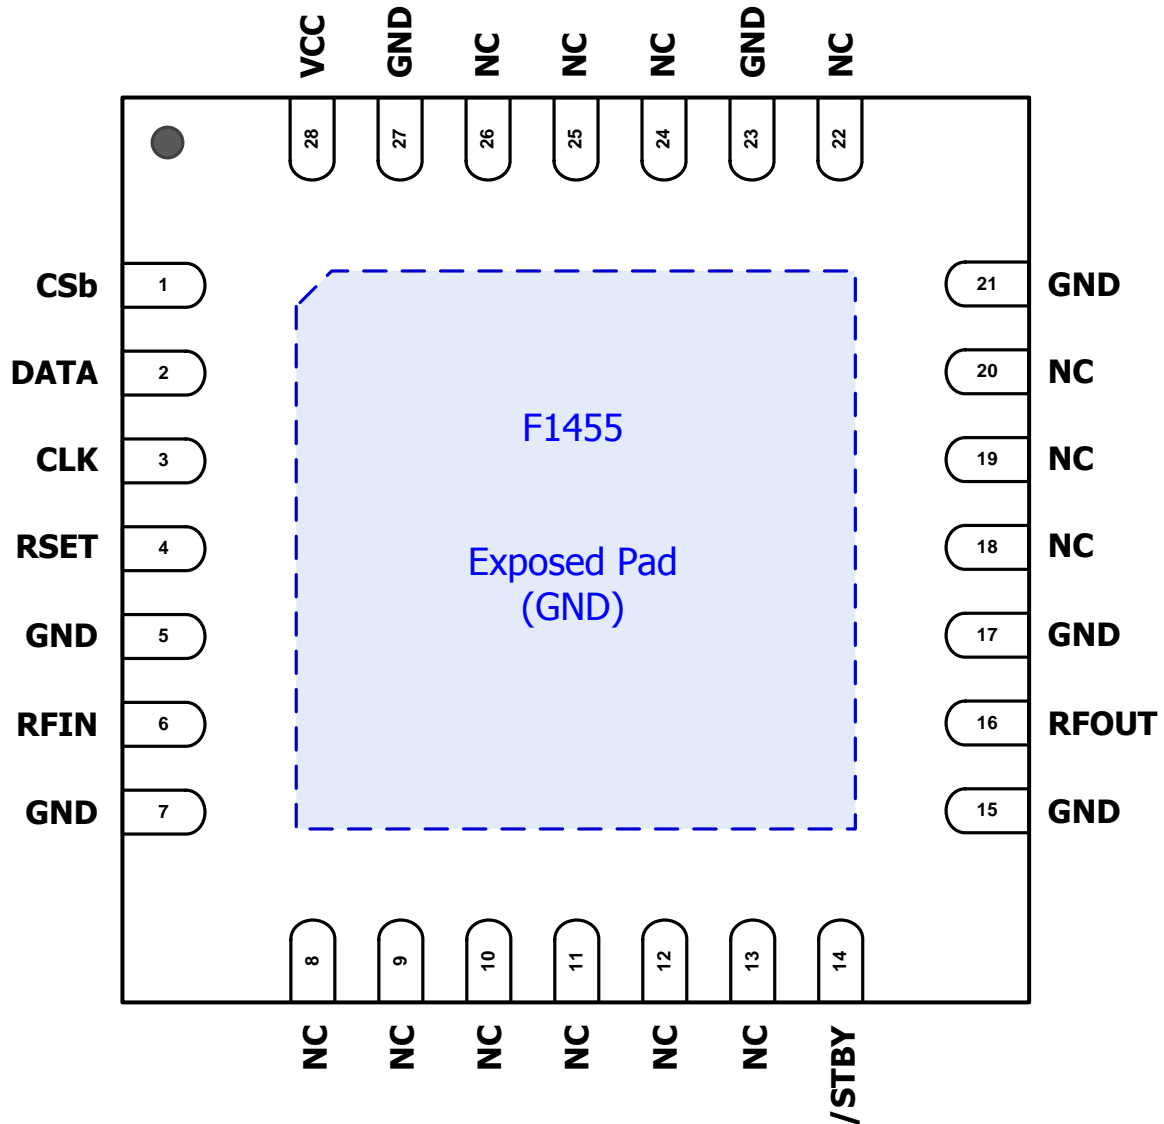 VCC
GND
NC
NC
NC
GND
NC
28
27
26
25
24
23
22
CSb 1
DATA 2
CLK 3
RSET 4
GND 5
RFIN 6
GND 7
F1455
Exposed Pad
(GND)
21 GND
20 NC
19 NC
18 NC
17 GND
16 RFOUT
15 GND
8
9
10
11
12
13
14
NC
NC
NC
NC
NC
NC
/STBY